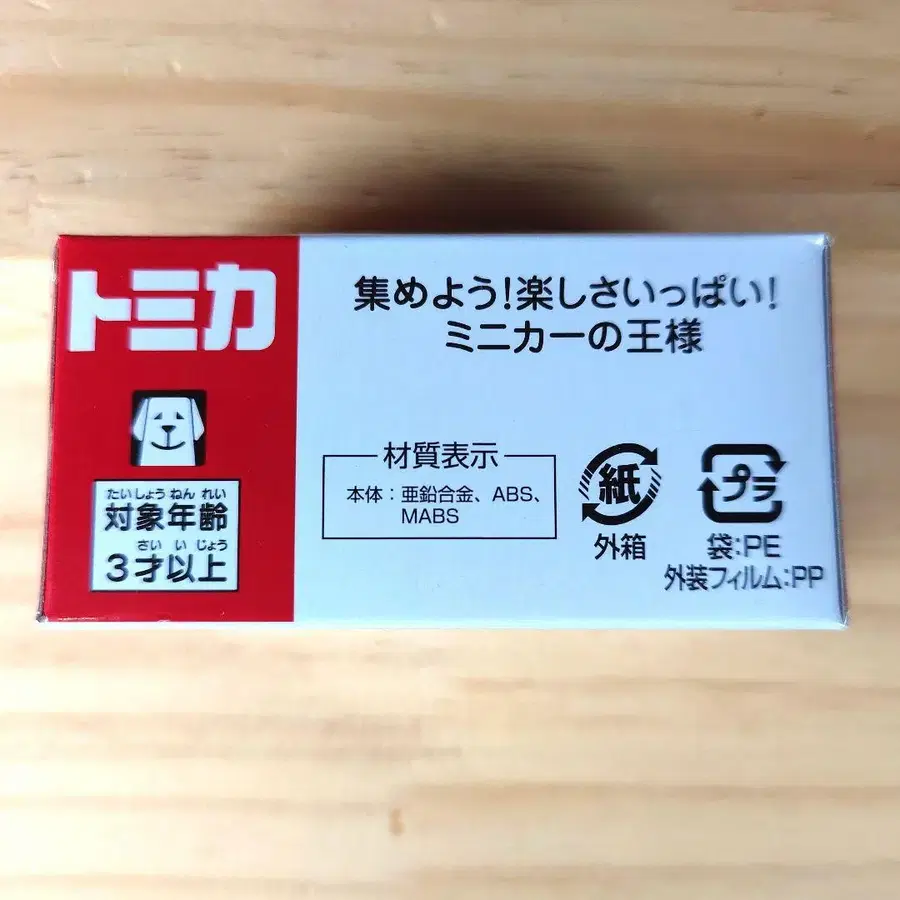 トミカ
たいしょうねんれい
対象年齢
さいいじょう
3才以上
集めよう!楽しさいっぱい!
ミニカーの王様
材質表示
本体:亜鉛合金、ABS、
MABS
紙
外箱
プラ
袋:PE
外装フィルム:PP